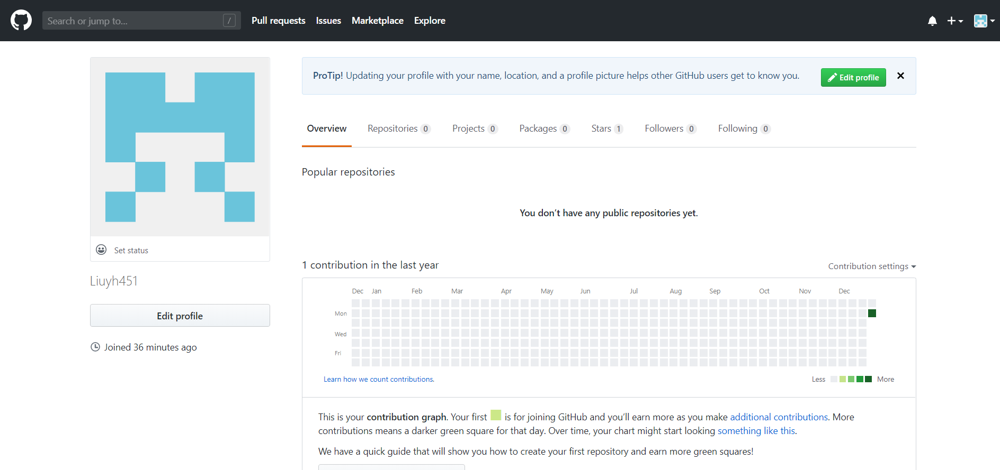 Search or jump to... / Pull requests Issues Marketplace Explore
ProTip! Updating your profile with your name, location, and a profile picture helps other GitHub users get to know you. Edit profile
Overview Repositories 0 Projects 0 Packages 0 Stars 1 Followers 0 Following 0
Popular repositories
You don’t have any public repositories yet.
Set status
Liuyh451
Edit profile
Joined 36 minutes ago
1 contribution in the last year
Contribution settings
Dec Jan Feb Mar Apr May Jun Jul Aug Sep Oct Nov Dec
Mon
Wed
Fri
Learn how we count contributions. Less More
This is your contribution graph. Your first is for joining GitHub and you’ll earn more as you make additional contributions. More
contributions means a darker green square for that day. Over time, your chart might start looking something like this.
We have a quick guide that will show you how to create your first repository and earn more green squares!